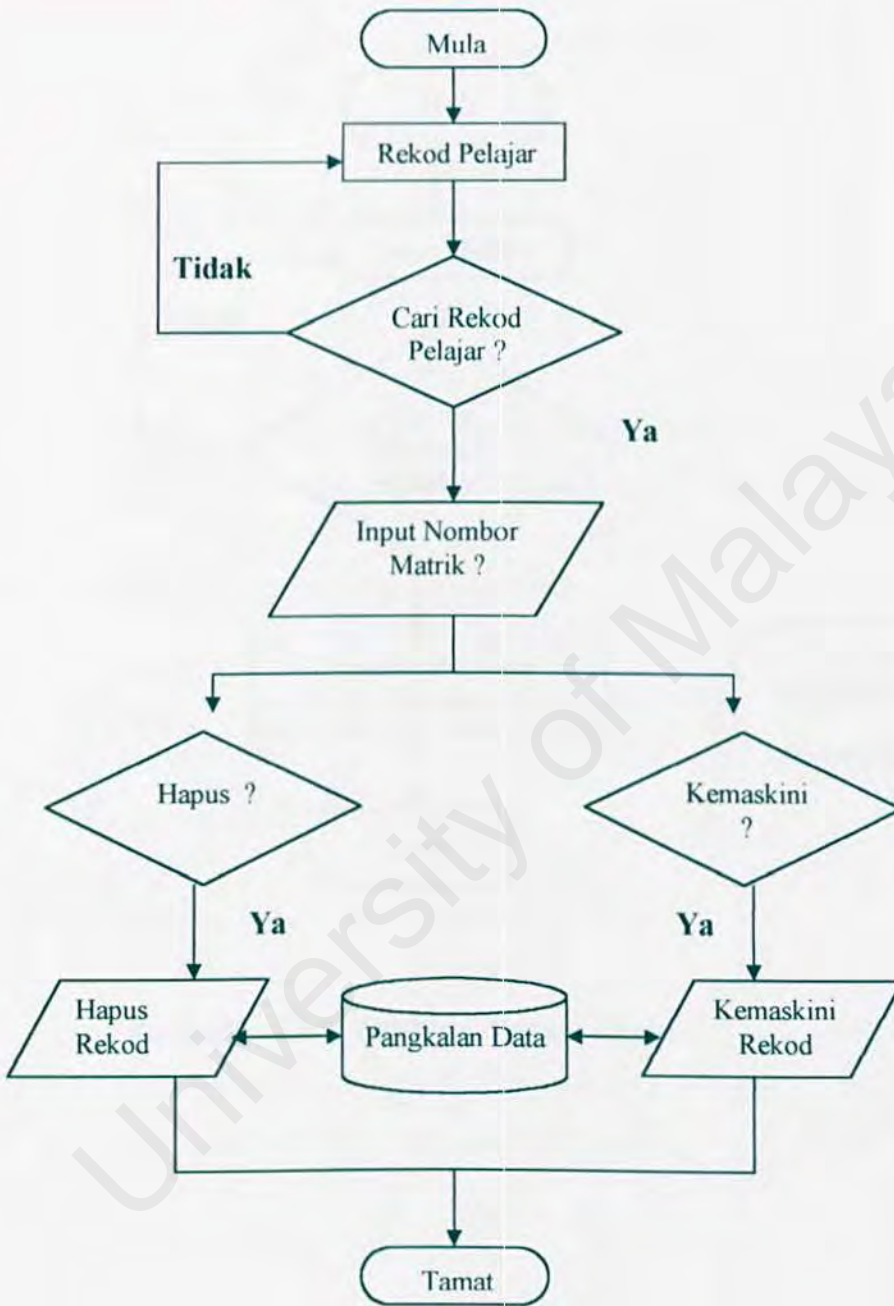 Mula
Rekod Pelajar
Tidak
Cari Rekod
Pelajar ?
Ya
Input Nombor
Matrik ?
Hapus ?
Kemaskini
?
Ya
Ya
Hapus
Rekod
Pangkalan Data
Kemaskini
Rekod
Tamat
University of Malaya